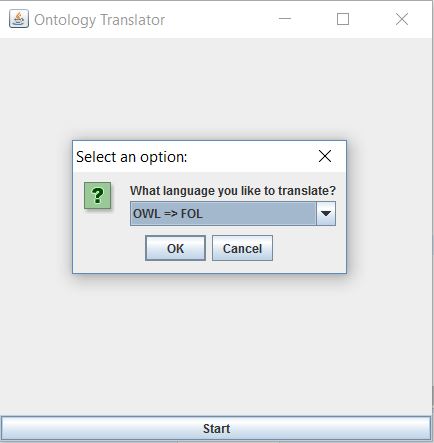 Ontology Translator
Select an option:
What language you like to translate?
OWL => FOL
OK Cancel
Start